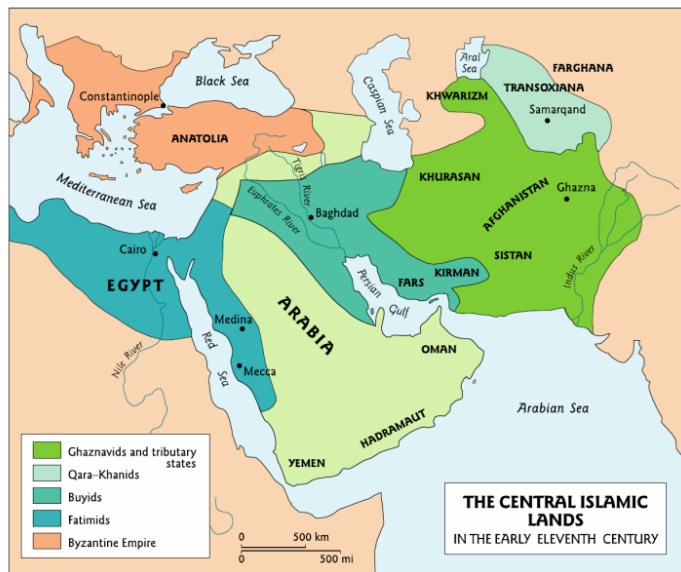 Black Sea
Constantinople
ANATOLIA
Caspian Sea
Aral
Sea
FARGHANA
TRANSOXIANA
KHWARIZM
Samarqand
Mediterranean Sea
Tigris River
Euphrates River
Baghdad
KHURASAN
AFGHANISTAN
Ghazna
SISTAN
Indus River
Cairo
EGYPT
Persian
Gulf
FARS
KIRMAN
Medina
Red
Sea
Mecca
Nile River
ARABIA
OMAN
HADRAMAUT
YEMEN
Arabian Sea
Ghaznavids and tributary
states
Qara–Khanids
Buyids
Fatimids
Byzantine Empire
0 500 km
0 500 mi
THE CENTRAL ISLAMIC
LANDS
IN THE EARLY ELEVENTH CENTURY